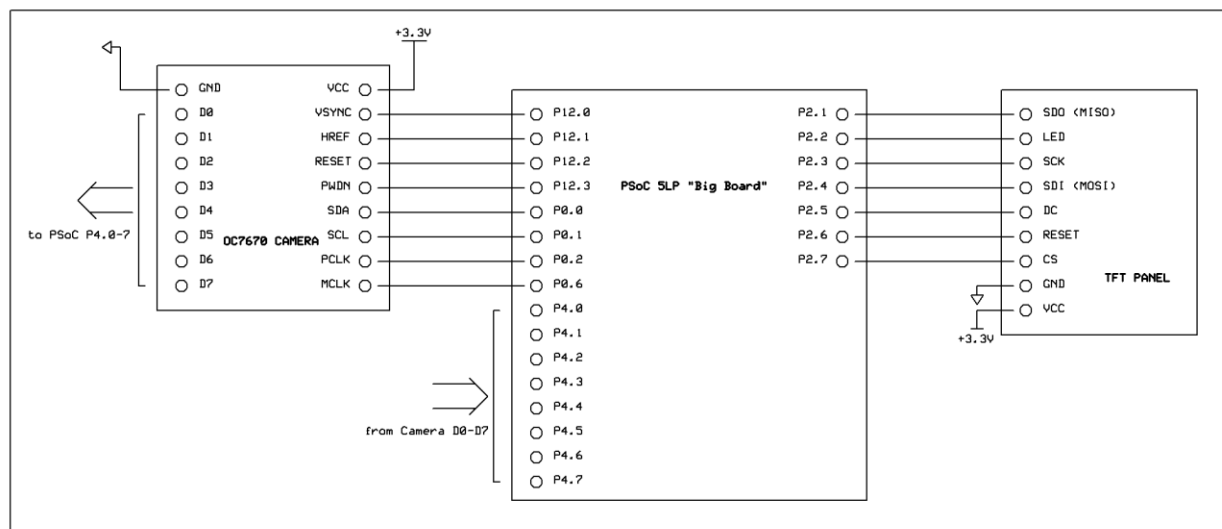 +3.3V
GND VCC
D0 VSYNC P12.0 P2.1 SDO (MISO)
D1 HREF P12.1 P2.2 LED
D2 RESET P12.2 P2.3 SCK
D3 PWDN P12.3 PSoC 5LP "Big Board" P2.4 SDI (MOSI)
D4 SDA P0.0 P2.5 DC
to PSoC P4.0-7 D5 OC7670 CAMERA SCL P0.1 P2.6 RESET
D6 PCLK P0.2 P2.7 CS
D7 MCLK P0.6 GND TFT PANEL
P4.0 VCC
P4.1 +3.3V
P4.2
P4.3
P4.4
from Camera D0-D7 P4.5
P4.6
P4.7